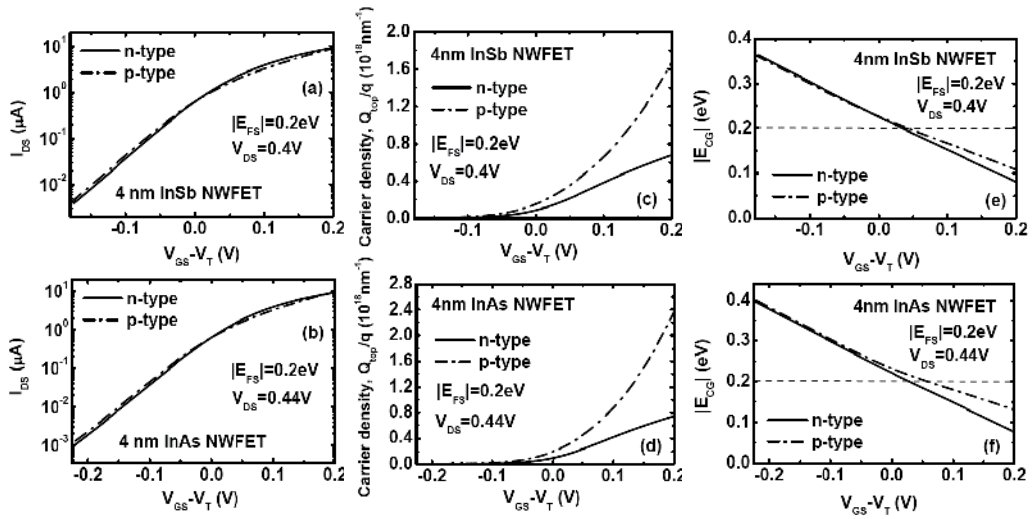 10¹
10⁰
10⁻¹
10⁻²
I_DS (μA)
n-type
p-type
(a)
|E_FS|=0.2eV
V_DS=0.4V
4 nm InSb NWFET
-0.1
0.0
0.1
0.2
V_GS-V_T (V)
2.0
1.6
1.2
0.8
0.4
0.0
Carrier density, Q_top/q (10¹⁸nm⁻¹)
4nm InSb NWFET
n-type
p-type
|E_FS|=0.2eV
V_DS=0.4V
(c)
-0.1
0.0
0.1
0.2
V_GS-V_T (V)
0.4
0.3
0.2
0.1
0.0
|E_CG| (eV)
4nm InSb NWFET
|E_FS|=0.2eV
V_DS=0.4V
n-type
p-type
(e)
-0.1
0.0
0.1
0.2
V_GS-V_T (V)
10¹
10⁰
10⁻¹
10⁻²
10⁻³
I_DS (μA)
n-type
p-type
(b)
|E_FS|=0.2eV
V_DS=0.44V
4 nm InAs NWFET
-0.2
-0.1
0.0
0.1
0.2
V_GS-V_T (V)
2.8
2.4
2.0
1.6
1.2
0.8
0.4
0.0
Carrier density, Q_top/q (10¹⁸nm⁻¹)
4nm InAs NWFET
n-type
p-type
|E_FS|=0.2eV
V_DS=0.44V
(d)
-0.2
-0.1
0.0
0.1
0.2
V_GS-V_T (V)
0.4
0.3
0.2
0.1
0.0
|E_CG| (eV)
4nm InAs NWFET
|E_FS|=0.2eV
V_DS=0.44V
n-type
p-type
(f)
-0.2
-0.1
0.0
0.1
0.2
V_GS-V_T (V)